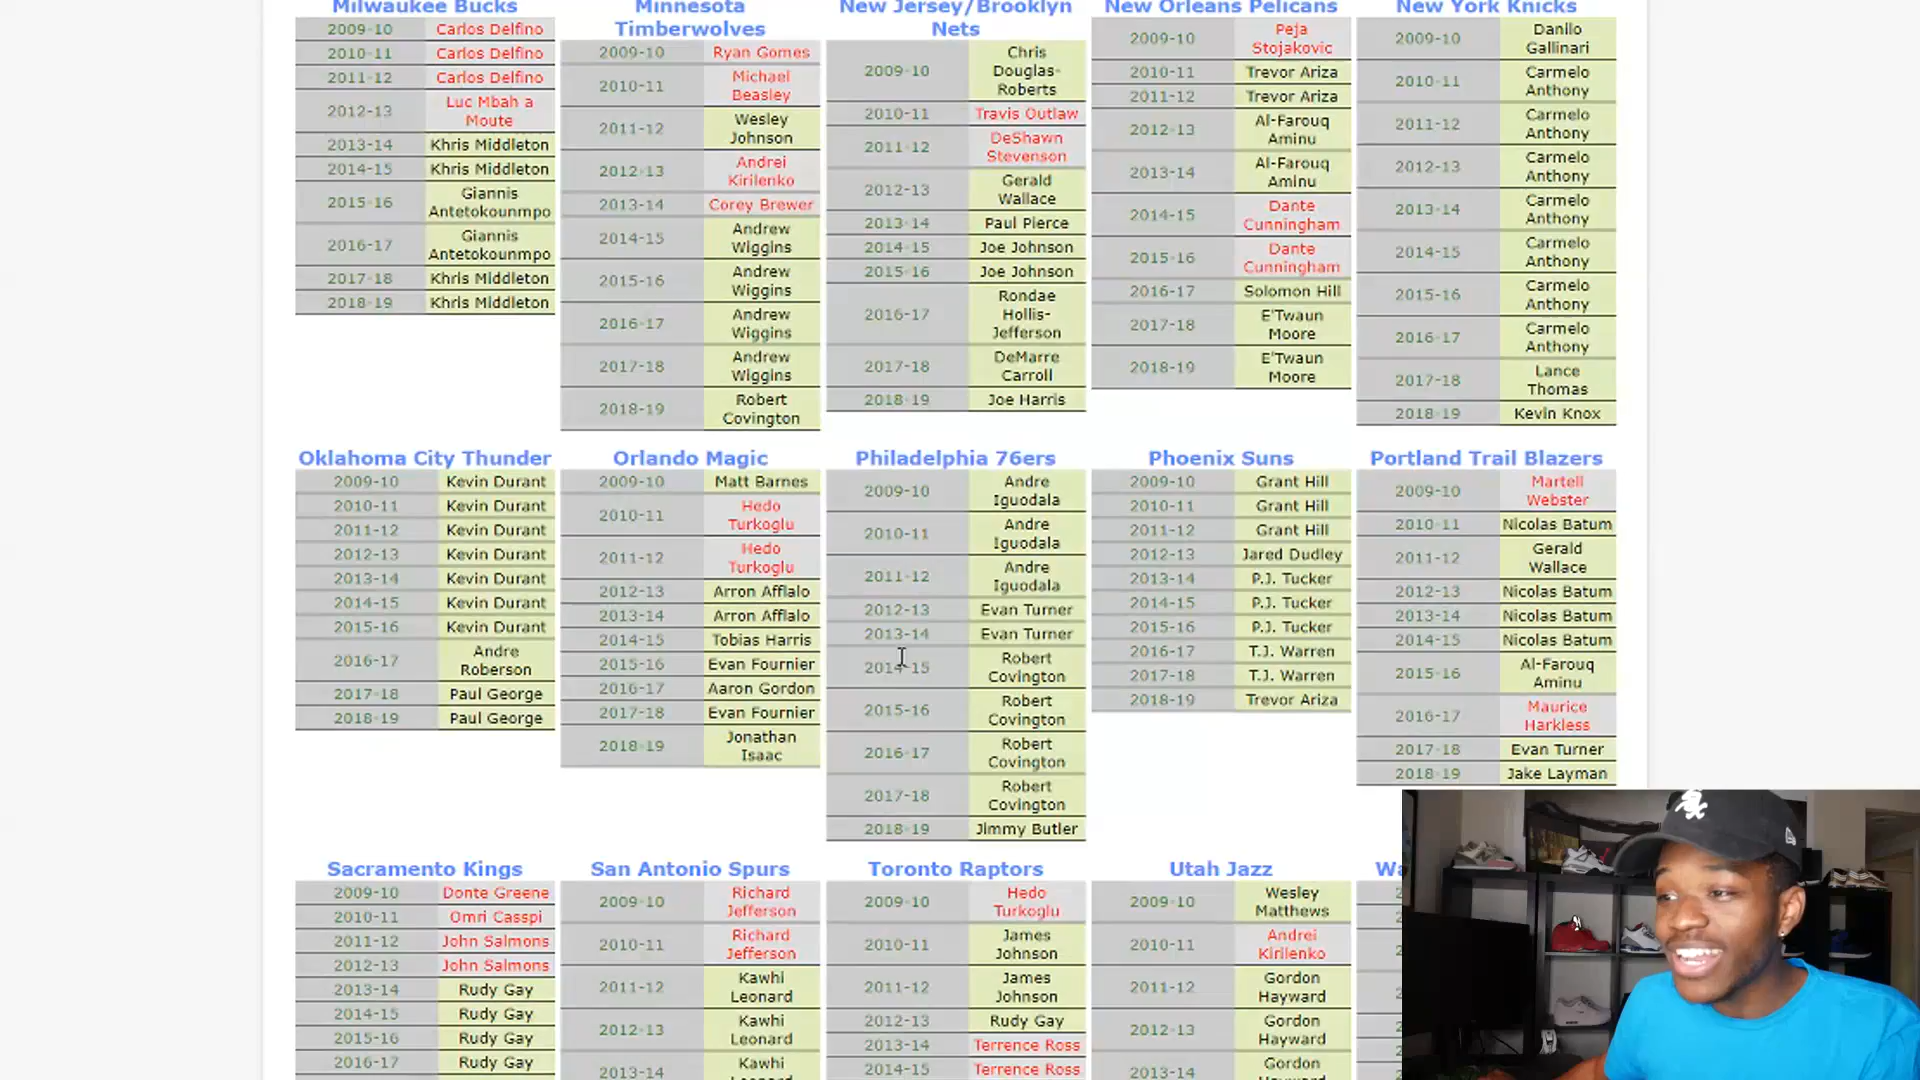 Milwaukee Bucks
2009-10 Carlos Delfino
2010-11 Carlos Delfino
2011-12 Carlos Delfino
2012-13 Luc Mbah a
Moute
2013-14 Khris Middleton
2014-15 Khris Middleton
2015-16 Giannis
Antetokounmpo
2016-17 Giannis
Antetokounmpo
2017-18 Khris Middleton
2018-19 Khris Middleton
Minnesota
Timberwolves
2009-10 Ryan Gomes
2010-11 Michael
Beasley
2011-12 Wesley
Johnson
2012-13 Andrei
Kirilenko
2013-14 Corey Brewer
2014-15 Andrew
Wiggins
2015-16 Andrew
Wiggins
2016-17 Andrew
Wiggins
2017-18 Andrew
Wiggins
2018-19 Robert
Covington
New Jersey/Brooklyn
Nets
2009-10 Chris
Douglas-
Roberts
2010-11 Travis Outlaw
2011-12 DeShawn
Stevenson
2012-13 Gerald
Wallace
2013-14 Paul Pierce
2014-15 Joe Johnson
2015-16 Joe Johnson
2016-17 Rondae
Hollis-
Jefferson
2017-18 DeMarre
Carroll
2018-19 Joe Harris
New Orleans Pelicans
2009-10 Peja
Stojakovic
2010-11 Trevor Ariza
2011-12 Trevor Ariza
2012-13 Al-Farouq
Aminu
2013-14 Al-Farouq
Aminu
2014-15 Dante
Cunningham
2015-16 Dante
Cunningham
2016-17 Solomon Hill
2017-18 E'Twaun
Moore
2018-19 E'Twaun
Moore
New York Knicks
2009-10 Danilo
Gallinari
2010-11 Carmelo
Anthony
2011-12 Carmelo
Anthony
2012-13 Carmelo
Anthony
2013-14 Carmelo
Anthony
2014-15 Carmelo
Anthony
2015-16 Carmelo
Anthony
2016-17 Carmelo
Anthony
2017-18 Lance
Thomas
2018-19 Kevin Knox
Oklahoma City Thunder
2009-10 Kevin Durant
2010-11 Kevin Durant
2011-12 Kevin Durant
2012-13 Kevin Durant
2013-14 Kevin Durant
2014-15 Kevin Durant
2015-16 Kevin Durant
2016-17 Andre
Roberson
2017-18 Paul George
2018-19 Paul George
Orlando Magic
2009-10 Matt Barnes
2010-11 Hedo
Turkoglu
2011-12 Hedo
Turkoglu
2012-13 Arron Afflalo
2013-14 Arron Afflalo
2014-15 Tobias Harris
2015-16 Evan Fournier
2016-17 Aaron Gordon
2017-18 Evan Fournier
2018-19 Jonathan
Isaac
Philadelphia 76ers
2009-10 Andre
Iguodala
2010-11 Andre
Iguodala
2011-12 Andre
Iguodala
2012-13 Evan Turner
2013-14 Evan Turner
2014-15 Robert
Covington
2015-16 Robert
Covington
2016-17 Robert
Covington
2017-18 Robert
Covington
2018-19 Jimmy Butler
Phoenix Suns
2009-10 Grant Hill
2010-11 Grant Hill
2011-12 Grant Hill
2012-13 Jared Dudley
2013-14 P.J. Tucker
2014-15 P.J. Tucker
2015-16 P.J. Tucker
2016-17 T.J. Warren
2017-18 T.J. Warren
2018-19 Trevor Ariza
Portland Trail Blazers
2009-10 Martell
Webster
2010-11 Nicolas Batum
2011-12 Gerald
Wallace
2012-13 Nicolas Batum
2013-14 Nicolas Batum
2014-15 Nicolas Batum
2015-16 Al-Farouq
Aminu
2016-17 Maurice
Harkless
2017-18 Evan Turner
2018-19 Jake Layman
Sacramento Kings
2009-10 Donte Greene
2010-11 Omri Casspi
2011-12 John Salmons
2012-13 John Salmons
2013-14 Rudy Gay
2014-15 Rudy Gay
2015-16 Rudy Gay
2016-17 Rudy Gay
San Antonio Spurs
2009-10 Richard
Jefferson
2010-11 Richard
Jefferson
2011-12 Kawhi
Leonard
2012-13 Kawhi
Leonard
2013-14 Kawhi
Toronto Raptors
2009-10 Hedo
Turkoglu
2010-11 James
Johnson
2011-12 James
Johnson
2012-13 Rudy Gay
2013-14 Terrence Ross
2014-15 Terrence Ross
Utah Jazz
2009-10 Wesley
Matthews
2010-11 Andrei
Kirilenko
2011-12 Gordon
Hayward
2012-13 Gordon
Hayward
2013-14 Gordon
Wa